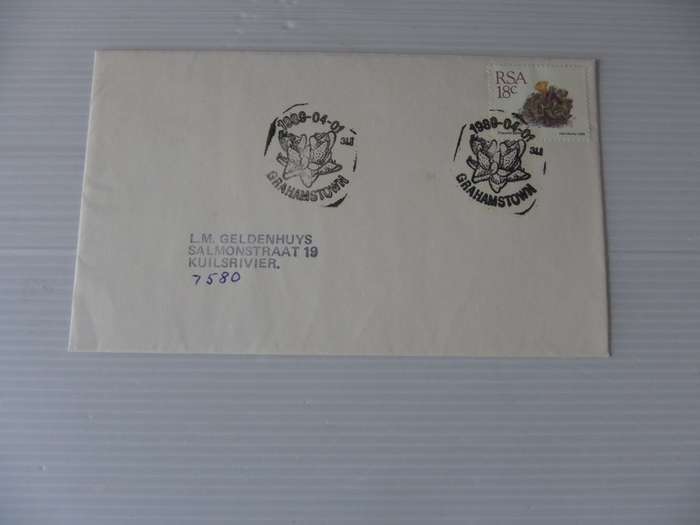 RSA
18c
1989-04-01
GRAHAMSTOWN
1989-04-01
GRAHAMSTOWN
L.M. GELDENHUYS
SALMONSTRAAT 19
KUILSRIVIER.
7580